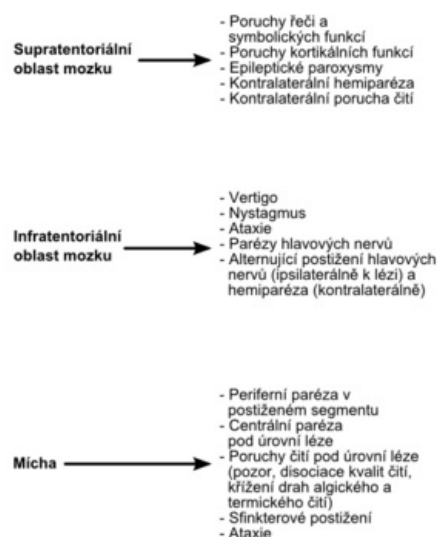 Supratentoriální
oblast mozku
- Poruchy řeči a
symbolických funkcí
- Poruchy kortikálních funkcí
- Epileptické paroxysmy
- Kontralaterální hemiparéza
- Kontralaterální porucha čití
Infratentoriální
oblast mozku
- Vertigo
- Nystagmus
- Ataxie
- Parézy hlavových nervů
- Alternující postižení hlavových
nervů (ipsilaterálně k lézi) a
hemiparéza (kontralaterálně)
Mícha
- Periferní paréza v
postiženém segmentu
- Centrální paréza
pod úrovní léze
- Poruchy čití pod úrovní léze
(pozor, disociace kvalit čití,
křížení drah algického a
termického čití)
- Sfinkterové postižení
- Ataxie